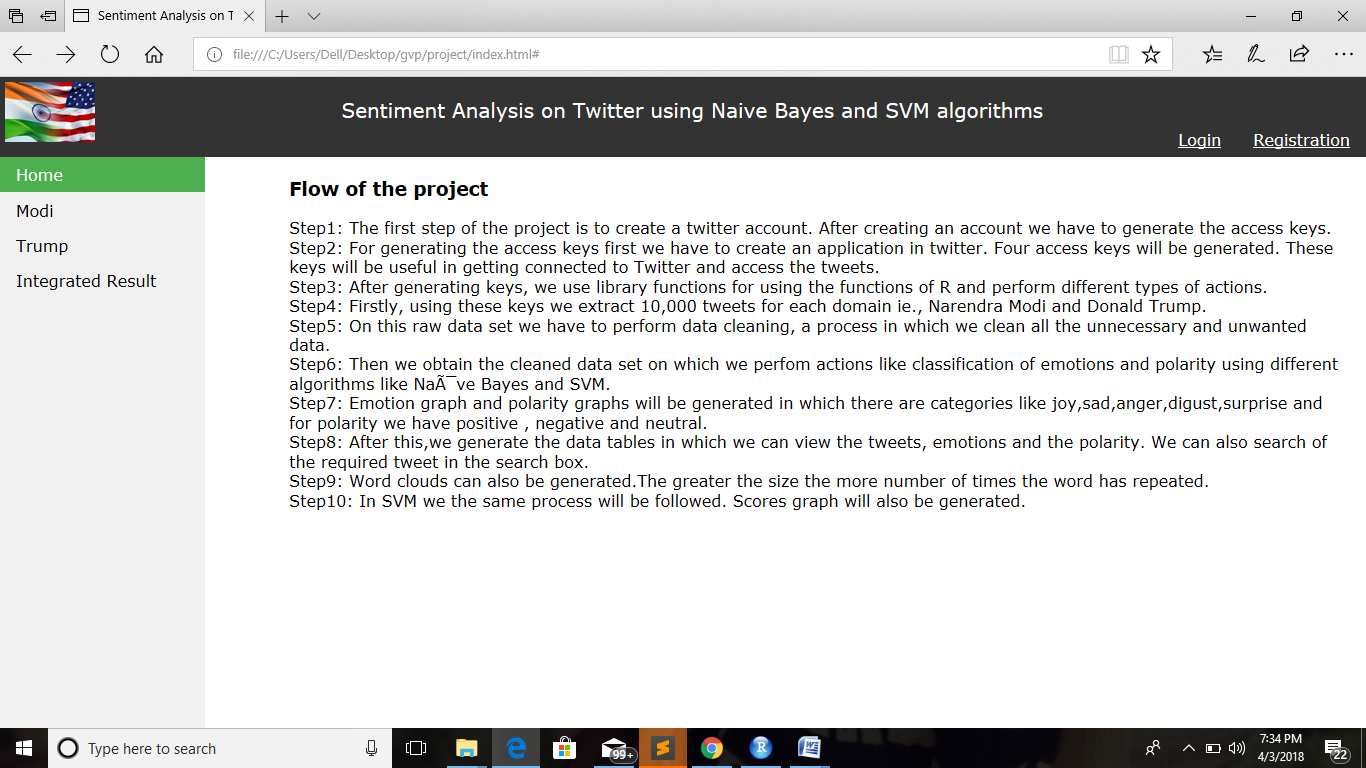 Sentiment Analysis on T
file:///C:/Users/Dell/Desktop/gvp/project/index.html#
Sentiment Analysis on Twitter using Naive Bayes and SVM algorithms
Login Registration
Home
Modi
Trump
Integrated Result
Flow of the project
Step1: The first step of the project is to create a twitter account. After creating an account we have to generate the access keys.
Step2: For generating the access keys first we have to create an application in twitter. Four access keys will be generated. These
keys will be useful in getting connected to Twitter and access the tweets.
Step3: After generating keys, we use library functions for using the functions of R and perform different types of actions.
Step4: Firstly, using these keys we extract 10,000 tweets for each domain ie., Narendra Modi and Donald Trump.
Step5: On this raw data set we have to perform data cleaning, a process in which we clean all the unnecessary and unwanted
data.
Step6: Then we obtain the cleaned data set on which we perfom actions like classification of emotions and polarity using different
algorithms like NaÃ¯ve Bayes and SVM.
Step7: Emotion graph and polarity graphs will be generated in which there are categories like joy,sad,anger,digust,surprise and
for polarity we have positive , negative and neutral.
Step8: After this,we generate the data tables in which we can view the tweets, emotions and the polarity. We can also search of
the required tweet in the search box.
Step9: Word clouds can also be generated.The greater the size the more number of times the word has repeated.
Step10: In SVM we the same process will be followed. Scores graph will also be generated.
Type here to search
99+
R
7:34 PM
4/3/2018
22